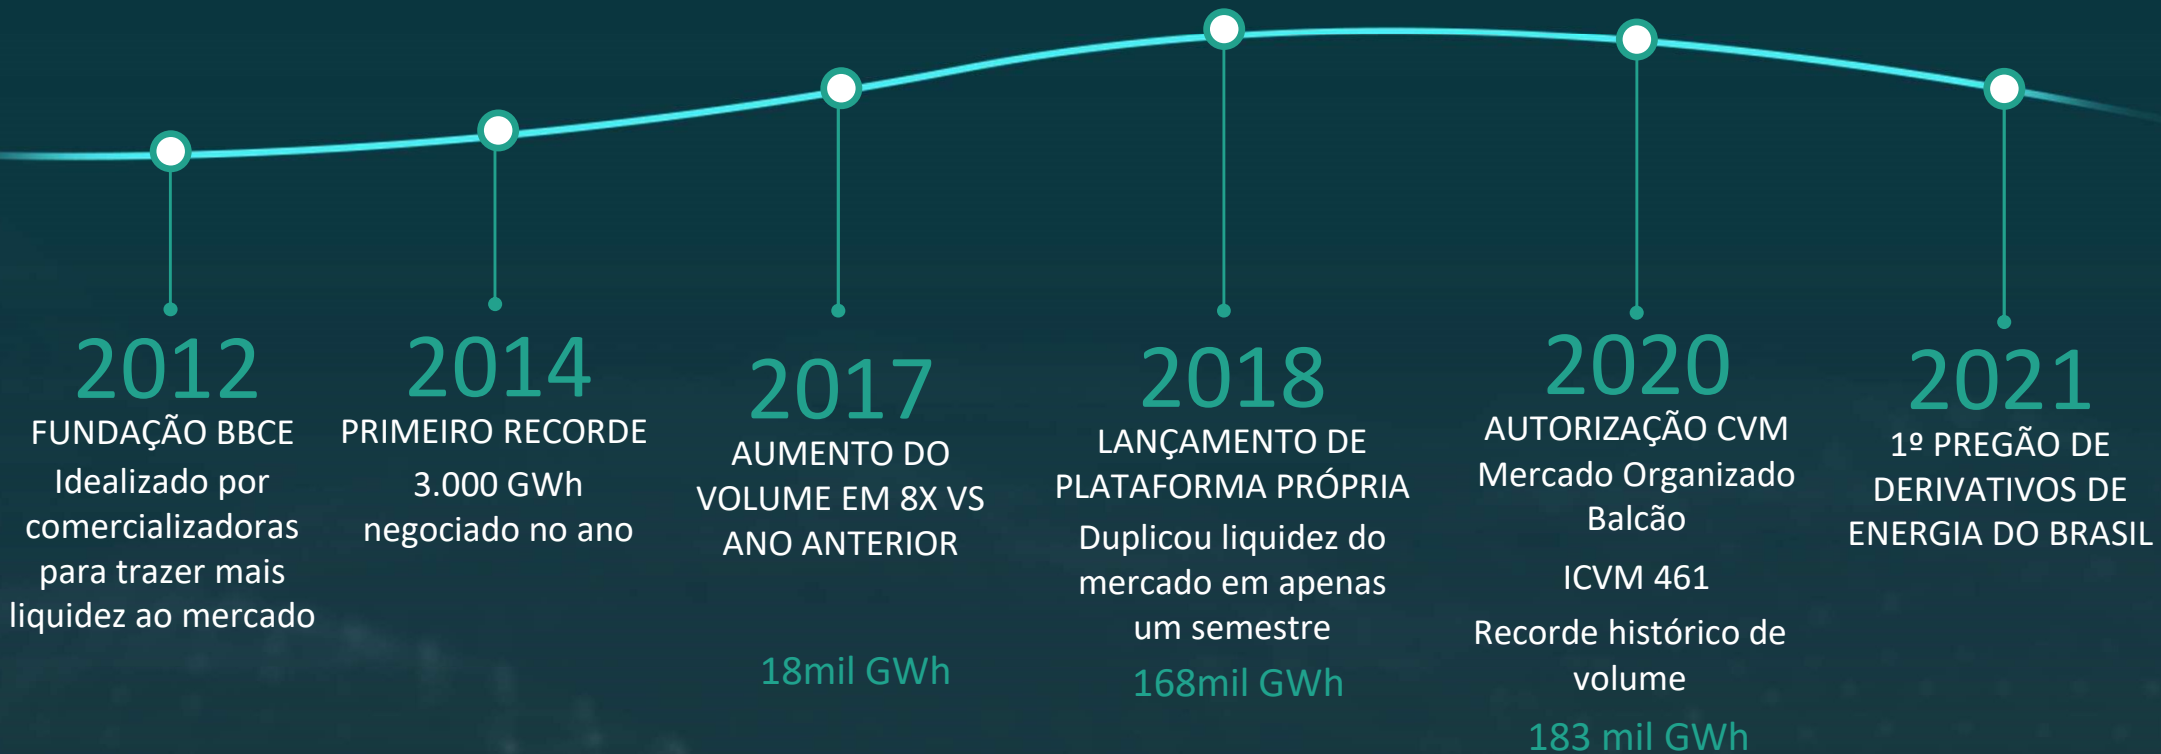 2012
FUNDAÇÃO BBCE
Idealizado por
comercializadoras
para trazer mais
liquidez ao mercado
2014
PRIMEIRO RECORDE
3.000 GWh
negociado no ano
2017
AUMENTO DO
VOLUME EM 8X VS
ANO ANTERIOR
18mil GWh
2018
LANÇAMENTO DE
PLATAFORMA PRÓPRIA
Duplicou liquidez do
mercado em apenas
um semestre
168mil GWh
2020
AUTORIZAÇÃO CVM
Mercado Organizado
Balcão
ICVM 461
Recorde histórico de
volume
183 mil GWh
2021
1º PREGÃO DE
DERIVATIVOS DE
ENERGIA DO BRASIL